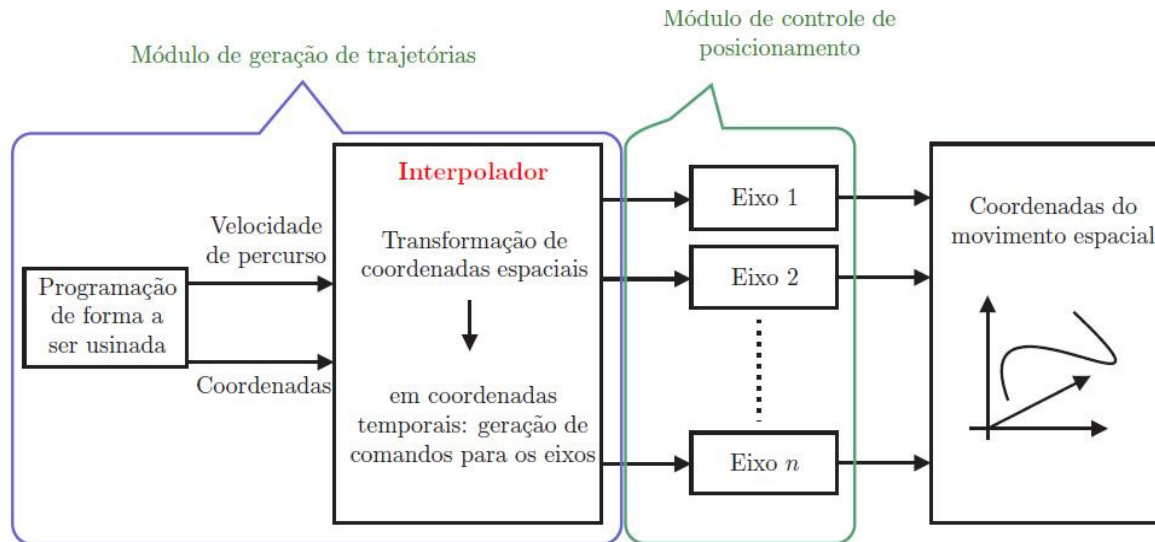 Módulo de geração de trajetórias
Módulo de controle de
posicionamento
Programação
de forma a
ser usinada
Velocidade
de percurso
Coordenadas
Interpolador
Transformação de
coordenadas espaciais
em coordenadas
temporais: geração de
comandos para os eixos
Eixo 1
Eixo 2
Eixo n
Coordenadas do
movimento espacial